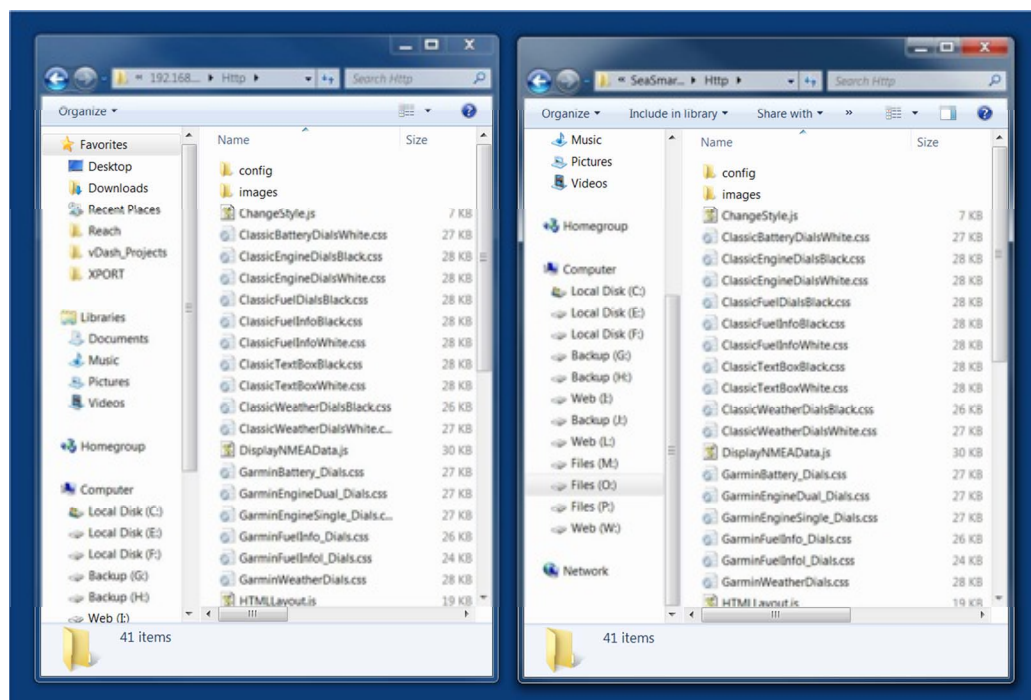 « 192.168... ▸ Http ▸
Search Http
Organize
Favorites
Desktop
Downloads
Recent Places
Reach
vDash_Projects
XPORT
Libraries
Documents
Music
Pictures
Videos
Homegroup
Computer
Local Disk (C:)
Local Disk (E:)
Local Disk (F:)
Backup (G:)
Backup (H:)
Web (I:)
Name Size
config
images
ChangeStyle.js 7 KB
ClassicBatteryDialsWhite.css 27 KB
ClassicEngineDialsBlack.css 28 KB
ClassicEngineDialsWhite.css 28 KB
ClassicFuelDialsBlack.css 28 KB
ClassicFuelInfoBlack.css 28 KB
ClassicFuelInfoWhite.css 28 KB
ClassicTextBoxBlack.css 28 KB
ClassicTextBoxWhite.css 28 KB
ClassicWeatherDialsBlack.css 26 KB
ClassicWeatherDialsWhite.c... 27 KB
DisplayNMEAData.js 30 KB
GarminBattery_Dials.css 27 KB
GarminEngineDual_Dials.css 27 KB
GarminEngineSingle_Dials.c... 27 KB
GarminFuelInfo_Dials.css 26 KB
GarminFuelInfol_Dials.css 24 KB
GarminWeatherDials.css 28 KB
HTMLLayout.js 19 KB
41 items
« SeaSmar... ▸ Http ▸
Search Http
Organize Include in library Share with »
Music
Pictures
Videos
Homegroup
Computer
Local Disk (C:)
Local Disk (E:)
Local Disk (F:)
Backup (G:)
Backup (H:)
Web (I:)
Backup (J:)
Web (L:)
Files (M:)
Files (O:)
Files (P:)
Web (W:)
Network
Name Size
config
images
ChangeStyle.js 7 KB
ClassicBatteryDialsWhite.css 27 KB
ClassicEngineDialsBlack.css 28 KB
ClassicEngineDialsWhite.css 28 KB
ClassicFuelDialsBlack.css 28 KB
ClassicFuelInfoBlack.css 28 KB
ClassicFuelInfoWhite.css 28 KB
ClassicTextBoxBlack.css 28 KB
ClassicTextBoxWhite.css 28 KB
ClassicWeatherDialsBlack.css 26 KB
ClassicWeatherDialsWhite.css 27 KB
DisplayNMEAData.js 30 KB
GarminBattery_Dials.css 27 KB
GarminEngineDual_Dials.css 27 KB
GarminEngineSingle_Dials.css 27 KB
GarminFuelInfo_Dials.css 26 KB
GarminFuelInfol_Dials.css 24 KB
GarminWeatherDials.css 28 KB
HTMLLayout.js 19 KB
41 items